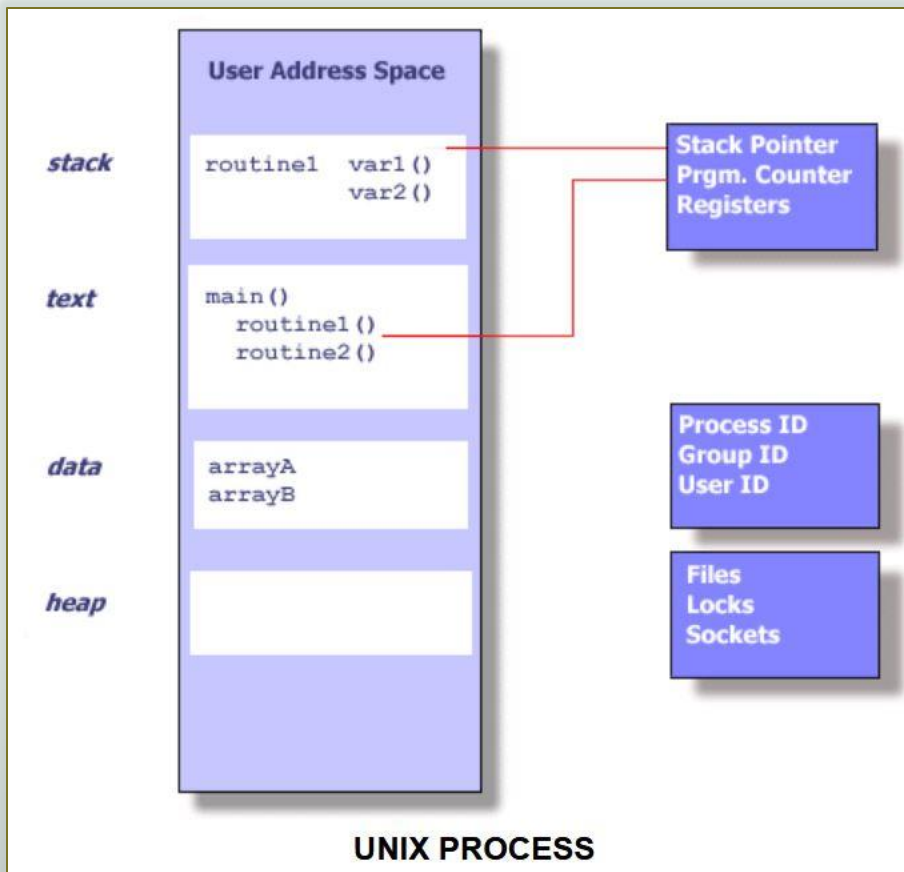 User Address Space
stack
routine1 var1()
var2()
Stack Pointer
Prgm. Counter
Registers
text
main()
routine1()
routine2()
Process ID
Group ID
User ID
data
arrayA
arrayB
Files
Locks
Sockets
heap
UNIX PROCESS